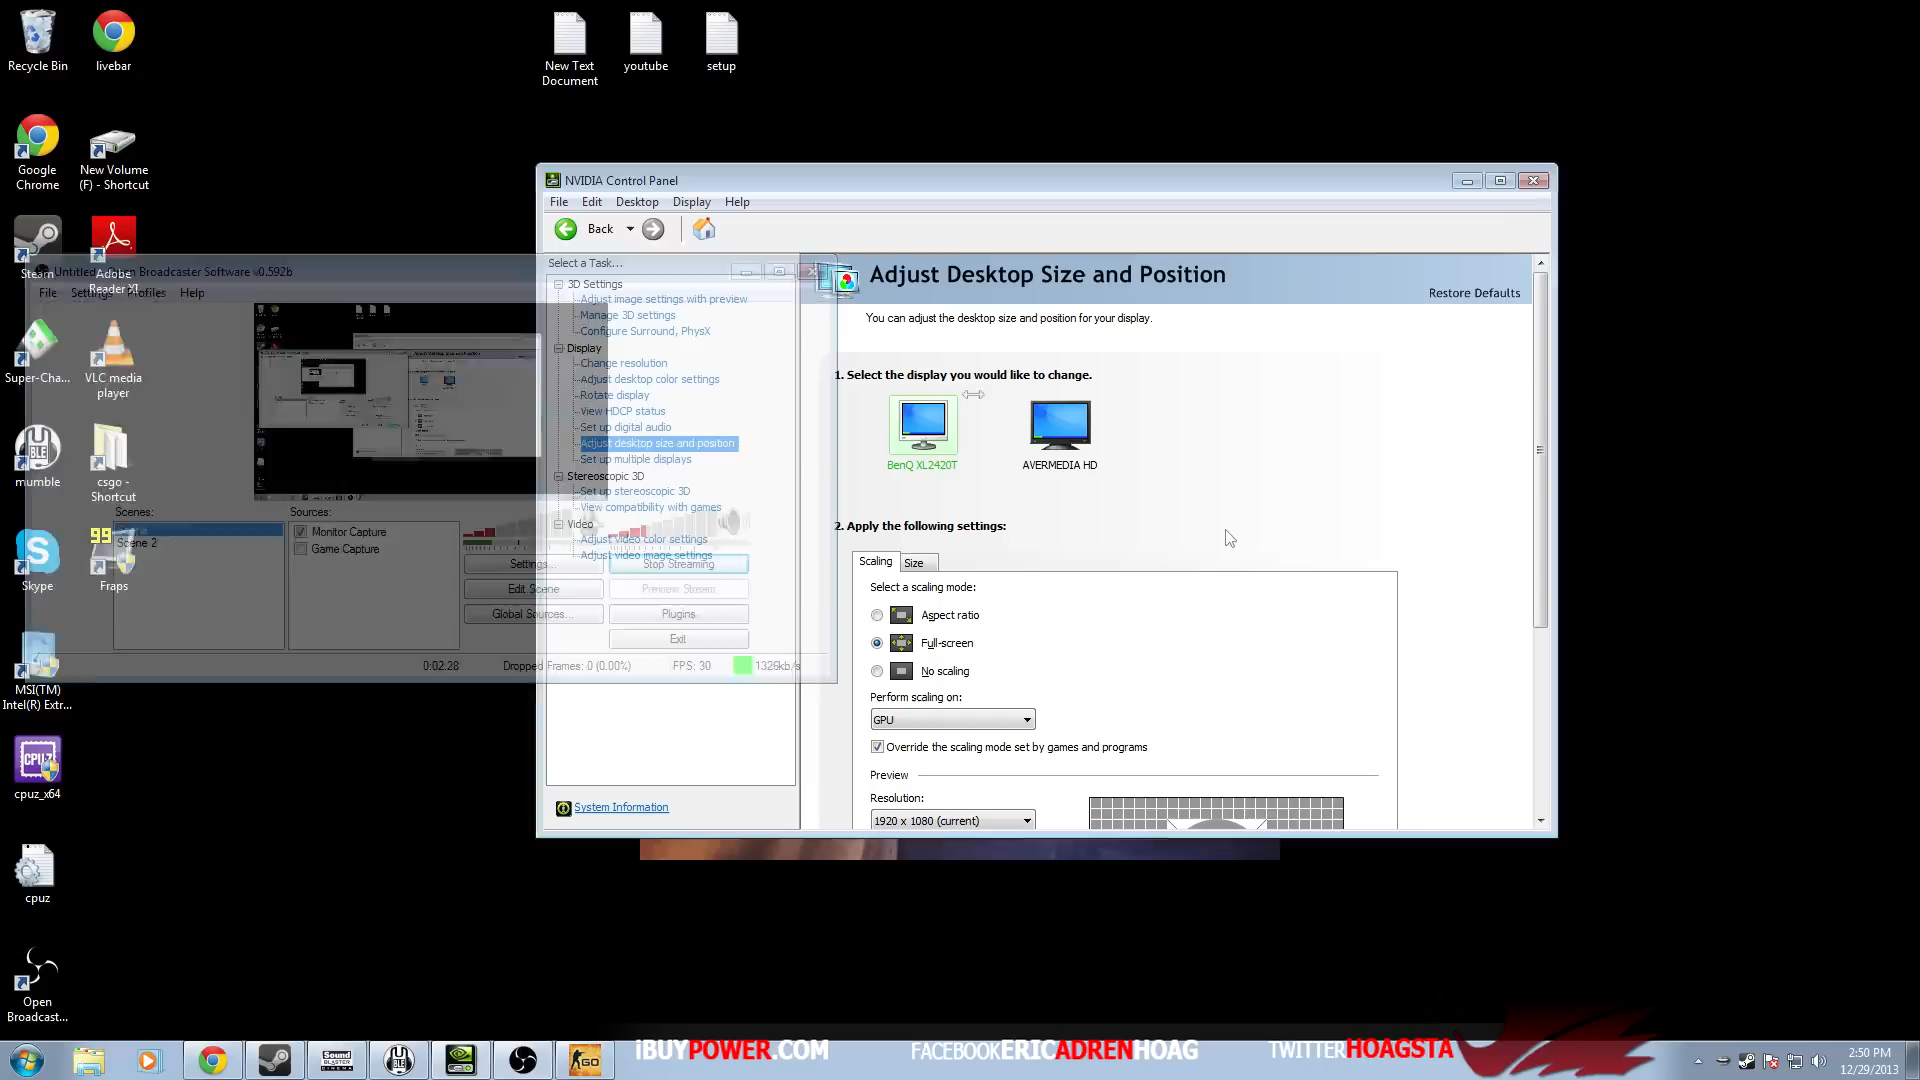 Recycle Bin
livebar
New Text
Document
youtube
setup
Google
Chrome
New Volume
(F) - Shortcut
Steam
Adobe
Reader XI
Super-Cha...
VLC media
player
mumble
csgo -
Shortcut
Skype
99
Fraps
MSI(TM)
Intel(R) Extr...
CPUZ
cpuz_x64
cpuz
Open
Broadcast...
Broadcaster Software v0.592b
File
Settings
Profiles
Help
Scenes:
Scene 2
Sources:
Monitor Capture
Game Capture
Settings...
Stop Streaming
Edit Scene
Preview Stream
Global Sources...
Plugins
Exit
0:02:28
Dropped Frames: 0 (0.00%)
FPS: 30
1326kb/s
NVIDIA Control Panel
File
Edit
Desktop
Display
Help
Back
Select a Task...
3D Settings
Adjust image settings with preview
Manage 3D settings
Configure Surround, PhysX
Display
Change resolution
Adjust desktop color settings
Rotate display
View HDCP status
Set up digital audio
Adjust desktop size and position
Set up multiple displays
Stereoscopic 3D
Set up stereoscopic 3D
View compatibility with games
Video
Adjust video color settings
Adjust video image settings
System Information
Adjust Desktop Size and Position
Restore Defaults
You can adjust the desktop size and position for your display.
1. Select the display you would like to change.
BenQ XL2420T
AVERMEDIA HD
2. Apply the following settings:
Scaling
Size
Select a scaling mode:
Aspect ratio
Full-screen
No scaling
Perform scaling on:
GPU
Override the scaling mode set by games and programs
Preview
Resolution:
1920 x 1080 (current)
Sound
BLASTER
CINEMA
GO
iBUYPOWER.COM
FACEBOOKERICADRENHOAG
TWITTERHOAGSTA
2:50 PM
12/29/2013